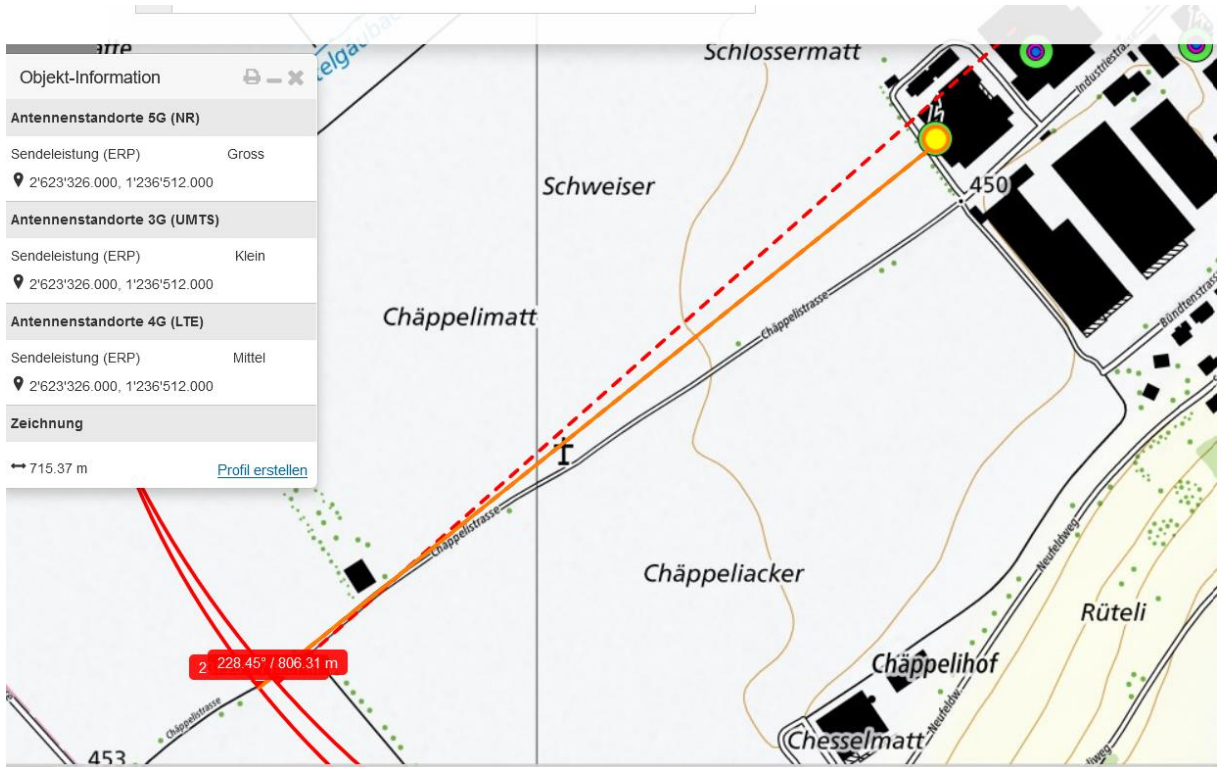 Objekt-Information
Antennenstandorte 5G (NR)
Sendeleistung (ERP) Gross
2'623'326.000, 1'236'512.000
Antennenstandorte 3G (UMTS)
Sendeleistung (ERP) Klein
2'623'326.000, 1'236'512.000
Antennenstandorte 4G (LTE)
Sendeleistung (ERP) Mittel
2'623'326.000, 1'236'512.000
Zeichnung
715.37 m Profil erstellen
Schlossermatt
Industriestra
Schweiser
450
Chäppelimatt
Chäppelistrasse
Bündtenstrass
Chäppelistrasse
Neufeldweg
Chäppeliacker
Rüteli
2 228.45° / 806.31 m
Chäppelihof
Chäppelistrasse
Neufeldw.
Chesselmatt
453